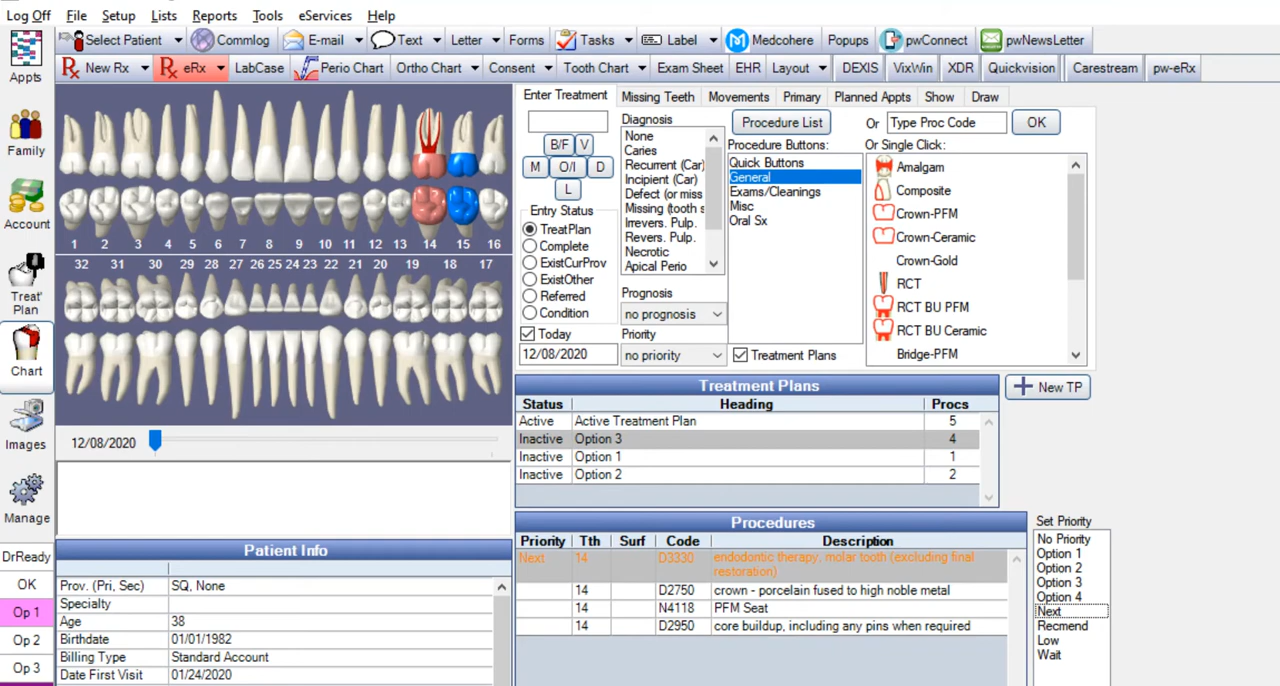 Log Off File Setup Lists Reports Tools eServices Help
Select Patient Commlog E-mail Text Letter Forms Tasks Label Medcohere Popups pwConnect pwNewsLetter
New Rx eRx LabCase Perio Chart Ortho Chart Consent Tooth Chart Exam Sheet EHR Layout DEXIS VixWin XDR Quickvision Carestream pw-eRx
Appts
Family
Account
Treat'
Plan
Chart
Images
Manage
DrReady
OK
Op 1
Op 2
Op 3
1 2 3 4 5 6 7 8 9 10 11 12 13 14 15 16
32 31 30 29 28 27 26 25 24 23 22 21 20 19 18 17
12/08/2020
Patient Info
Prov. (Pri, Sec) SQ, None
Specialty
Age 38
Birthdate 01/01/1982
Billing Type Standard Account
Date First Visit 01/24/2020
Enter Treatment Missing Teeth Movements Primary Planned Appts Show Draw
B/F V
M O/I D
L
Entry Status
TreatPlan
Complete
ExistCurProv
ExistOther
Referred
Condition
Today
12/08/2020
Diagnosis
None
Caries
Recurrent (Car)
Incipient (Car)
Defect (or miss
Missing (tooth s
Irrevers. Pulp.
Revers. Pulp.
Necrotic
Apical Perio
Prognosis
no prognosis
Priority
no priority
Procedure List
Or Type Proc Code OK
Procedure Buttons:
Quick Buttons
General
Exams/Cleanings
Misc
Oral Sx
Treatment Plans
Or Single Click:
Amalgam
Composite
Crown-PFM
Crown-Ceramic
Crown-Gold
RCT
RCT BU PFM
RCT BU Ceramic
Bridge-PFM
Treatment Plans
New TP
Status Heading Procs
Active Active Treatment Plan 5
Inactive Option 3 4
Inactive Option 1 1
Inactive Option 2 2
Procedures
Priority Tth Surf Code Description
Next 14 D3330 endodontic therapy, molar tooth (excluding final
restoration)
14 D2750 crown - porcelain fused to high noble metal
14 N4118 PFM Seat
14 D2950 core buildup, including any pins when required
Set Priority
No Priority
Option 1
Option 2
Option 3
Option 4
Next
Recmend
Low
Wait